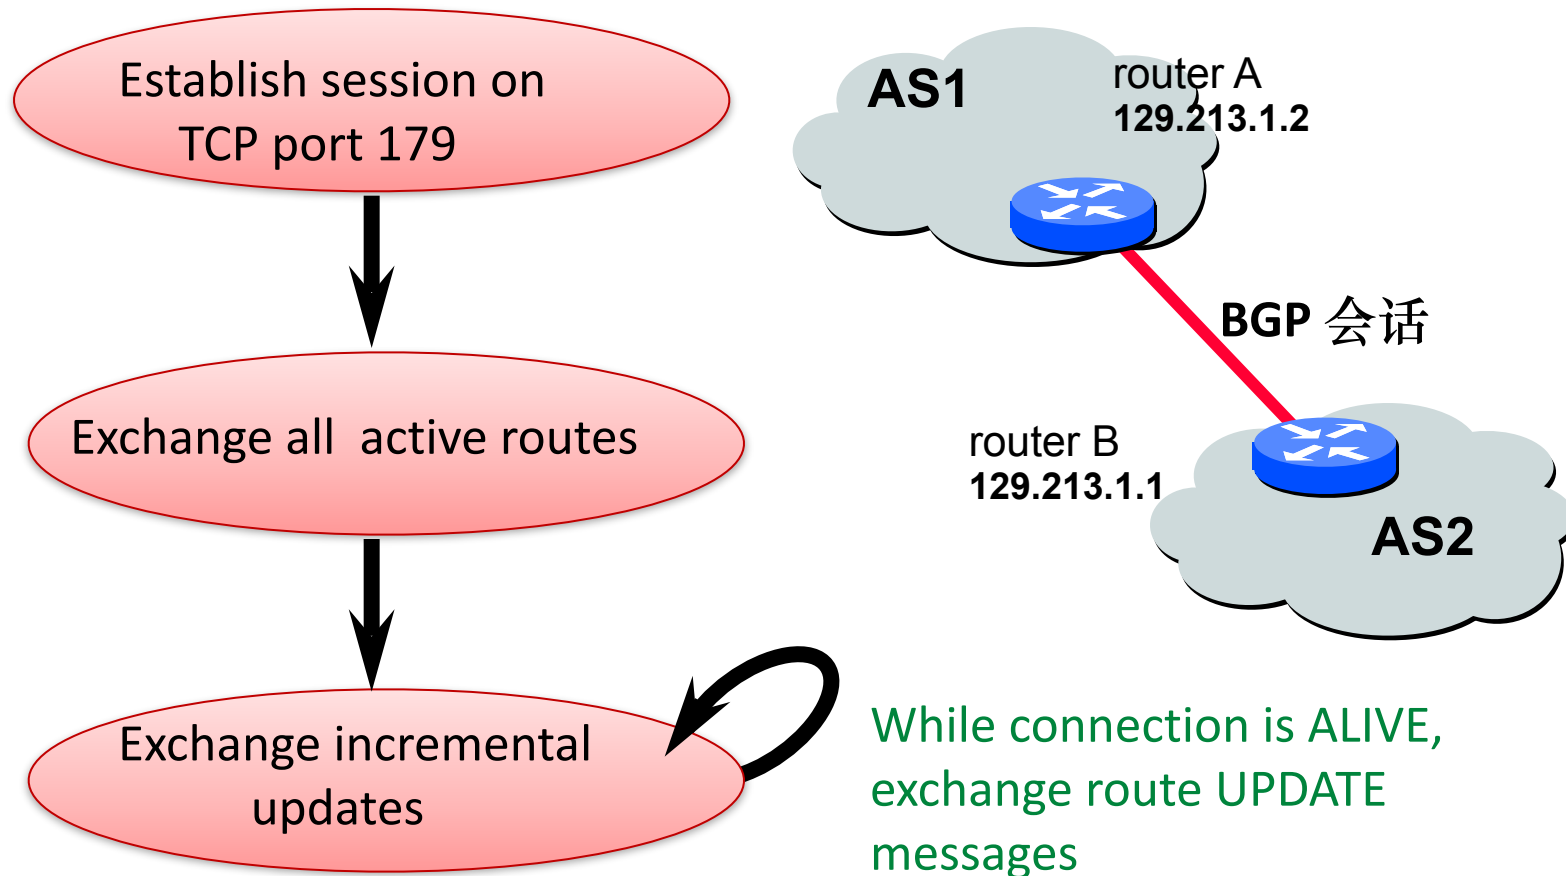 Establish session on
TCP port 179
Exchange all  active routes
Exchange incremental
updates
AS1
router A
129.213.1.2
BGP 会话
router B
129.213.1.1
AS2
While connection is ALIVE,
exchange route UPDATE
messages